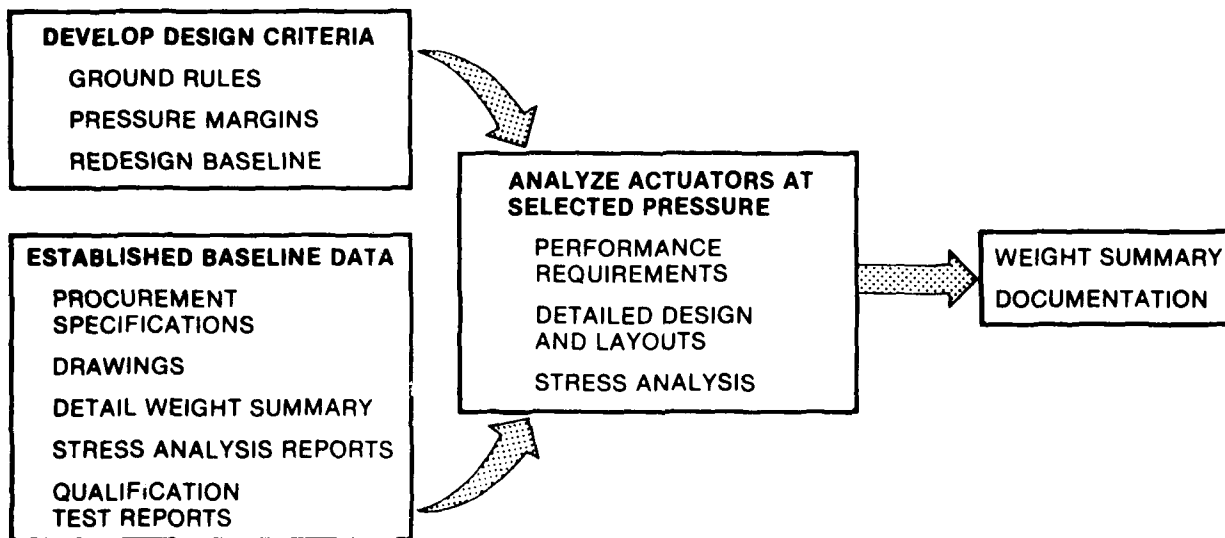 DEVELOP DESIGN CRITERIA
GROUND RULES
PRESSURE MARGINS
REDESIGN BASELINE
ESTABLISHED BASELINE DATA
PROCUREMENT
SPECIFICATIONS
DRAWINGS
DETAIL WEIGHT SUMMARY
STRESS ANALYSIS REPORTS
QUALIFICATION
TEST REPORTS
ANALYZE ACTUATORS AT
SELECTED PRESSURE
PERFORMANCE
REQUIREMENTS
DETAILED DESIGN
AND LAYOUTS
STRESS ANALYSIS
WEIGHT SUMMARY
DOCUMENTATION